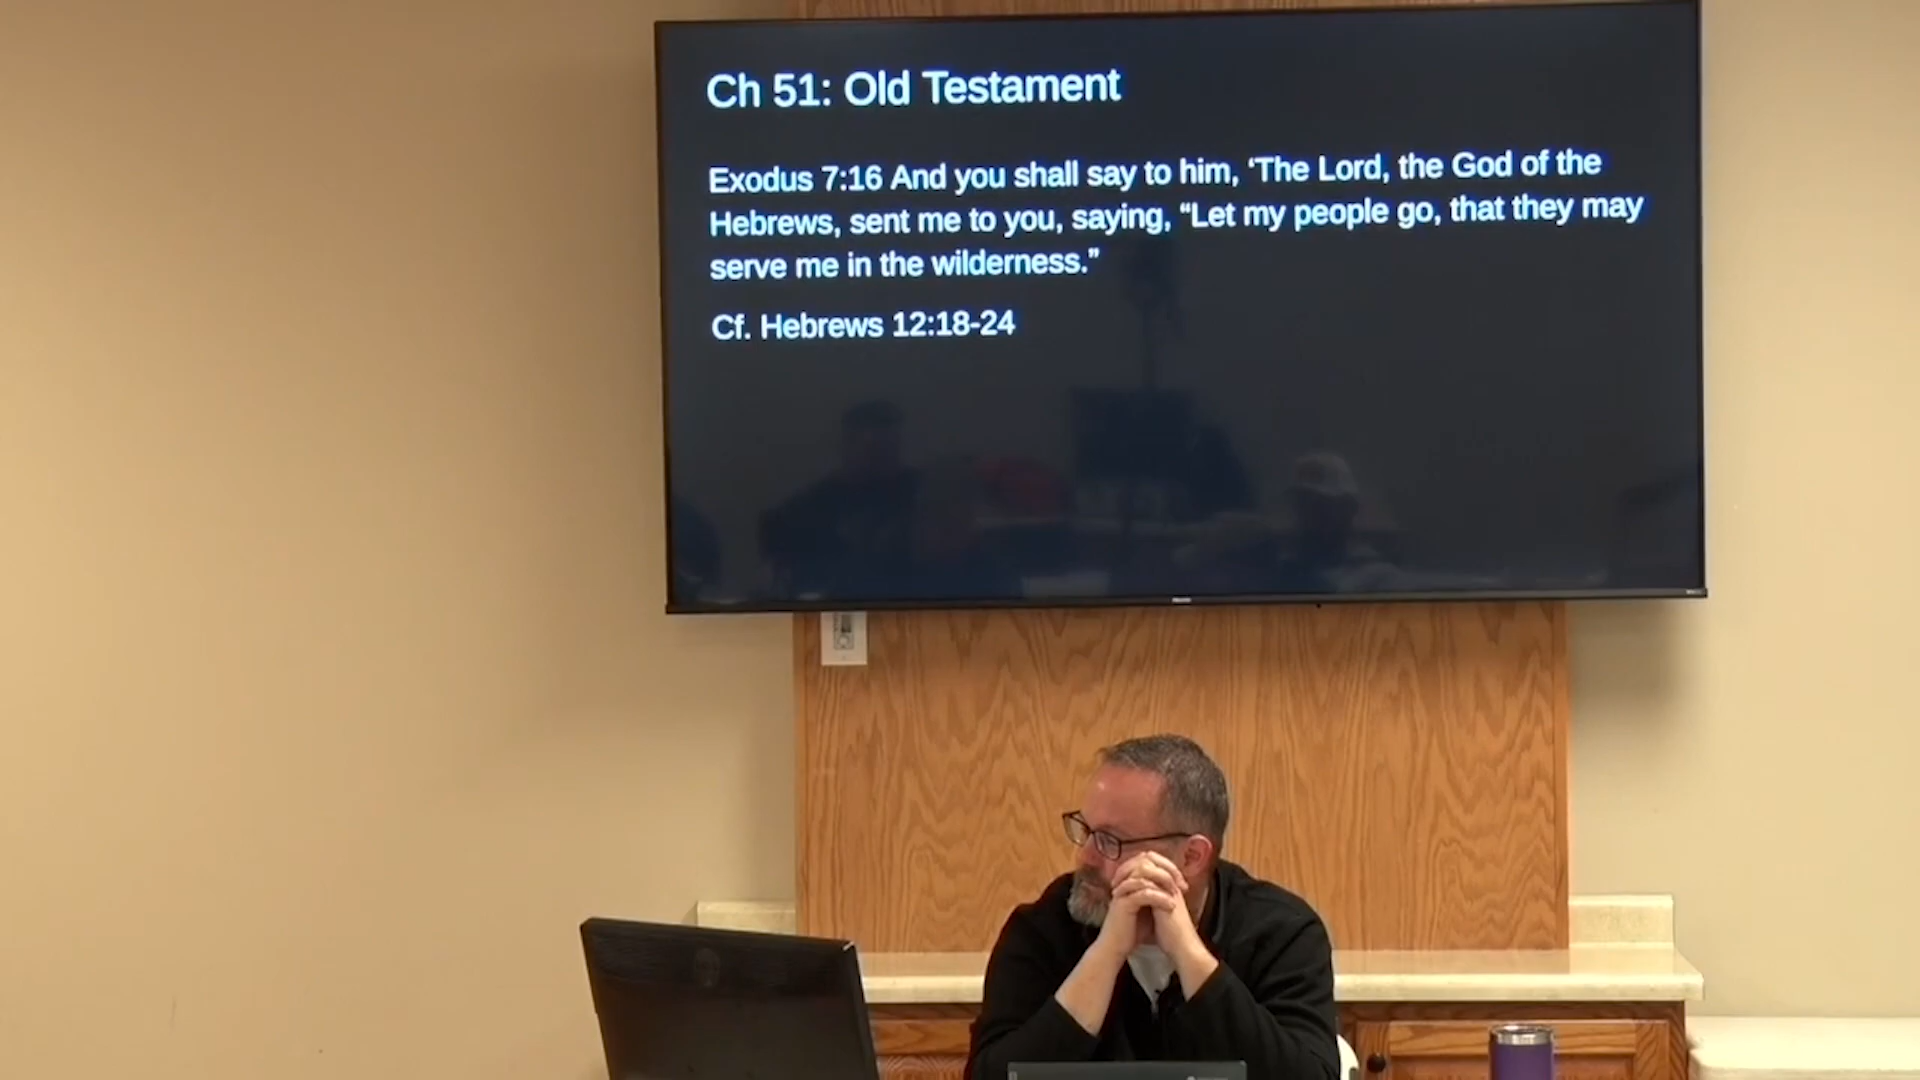 Ch 51: Old Testament
Exodus 7:16 And you shall say to him, ‘The Lord, the God of the
Hebrews, sent me to you, saying, “Let my people go, that they may
serve me in the wilderness.”
Cf. Hebrews 12:18-24